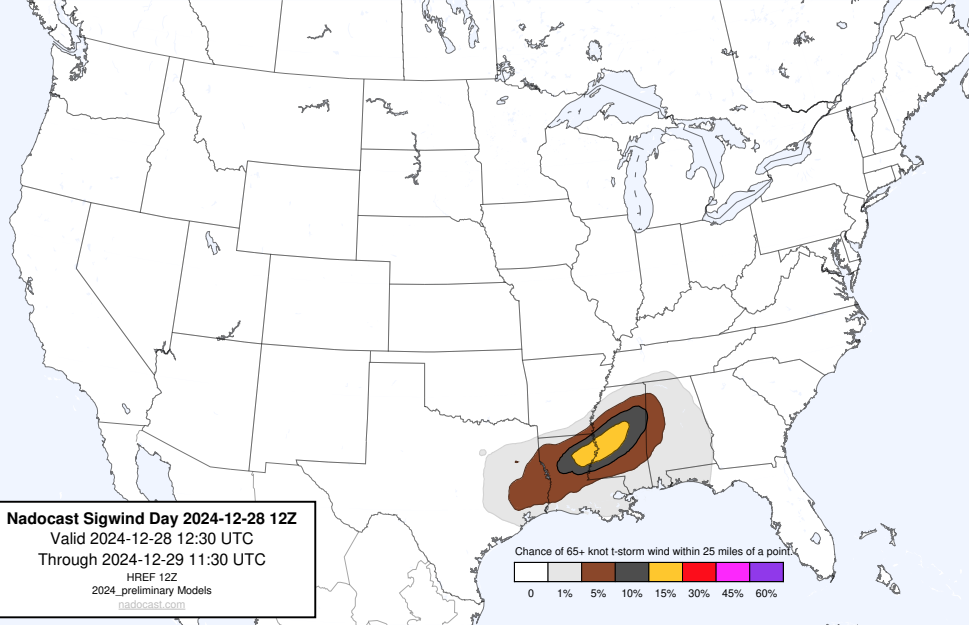 Nadocast Sigwind Day 2024-12-28 12Z
Valid 2024-12-28 12:30 UTC
Through 2024-12-29 11:30 UTC
HREF 12Z
2024_preliminary Models
nadocast.com
Chance of 65+ knot t-storm wind within 25 miles of a point.
0 1% 5% 10% 15% 30% 45% 60%